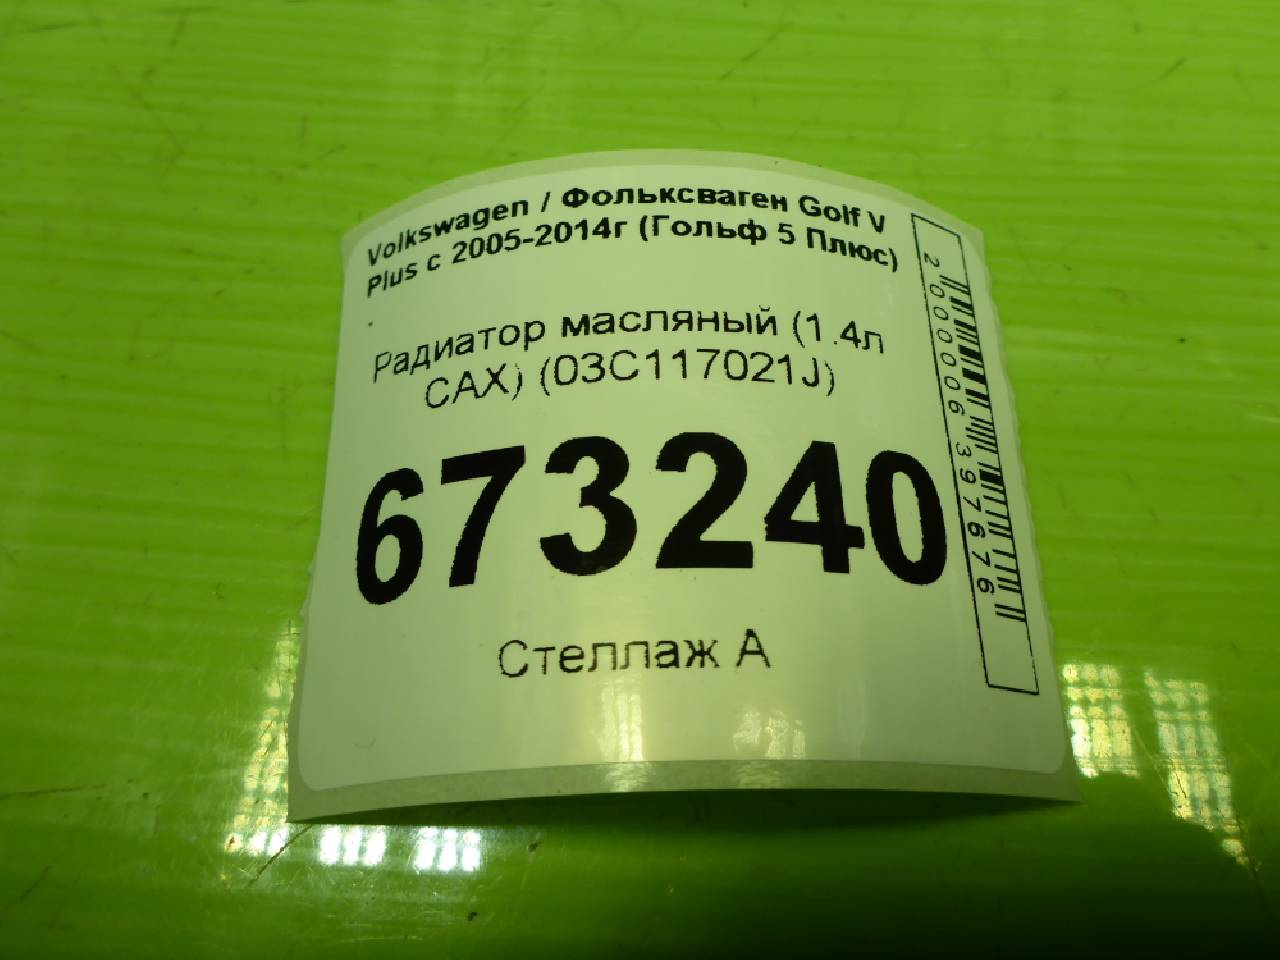 Volkswagen / Фольксваген Golf V
Plus с 2005-2014г (Гольф 5 Плюс)
Радиатор масляный (1.4л
CAX) (03C117021J)
673240
Стеллаж А
2000006397676